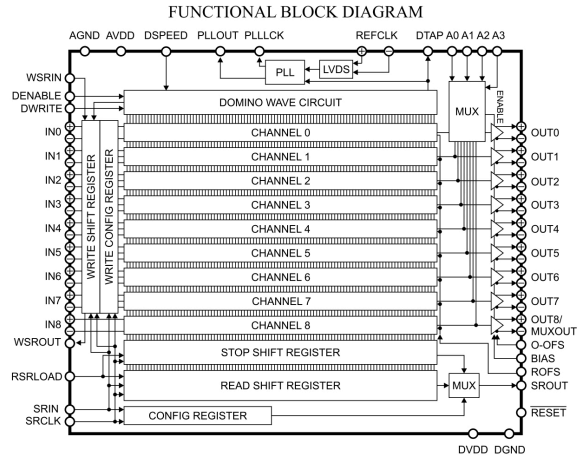 FUNCTIONAL BLOCK DIAGRAM
AGND AVDD DSPEED PLLOUT PLLLCK REFCLK DTAP A0 A1 A2 A3
WSRIN
PLL
LVDS
DENABLE
DWRITE
DOMINO WAVE CIRCUIT
MUX
ENABLE
IN0
CHANNEL 0
OUT0
IN1
CHANNEL 1
OUT1
IN2
CHANNEL 2
OUT2
IN3
CHANNEL 3
OUT3
IN4
CHANNEL 4
OUT4
IN5
CHANNEL 5
OUT5
IN6
CHANNEL 6
OUT6
IN7
CHANNEL 7
OUT7
IN8
CHANNEL 8
OUT8/
MUXOUT
WRITE SHIFT REGISTER
WRITE CONFIG REGISTER
WSROUT
STOP SHIFT REGISTER
O-OFS
BIAS
ROFS
RSRLOAD
READ SHIFT REGISTER
MUX
SROUT
SRIN
SRCLK
CONFIG REGISTER
RESET
DVDD DGND